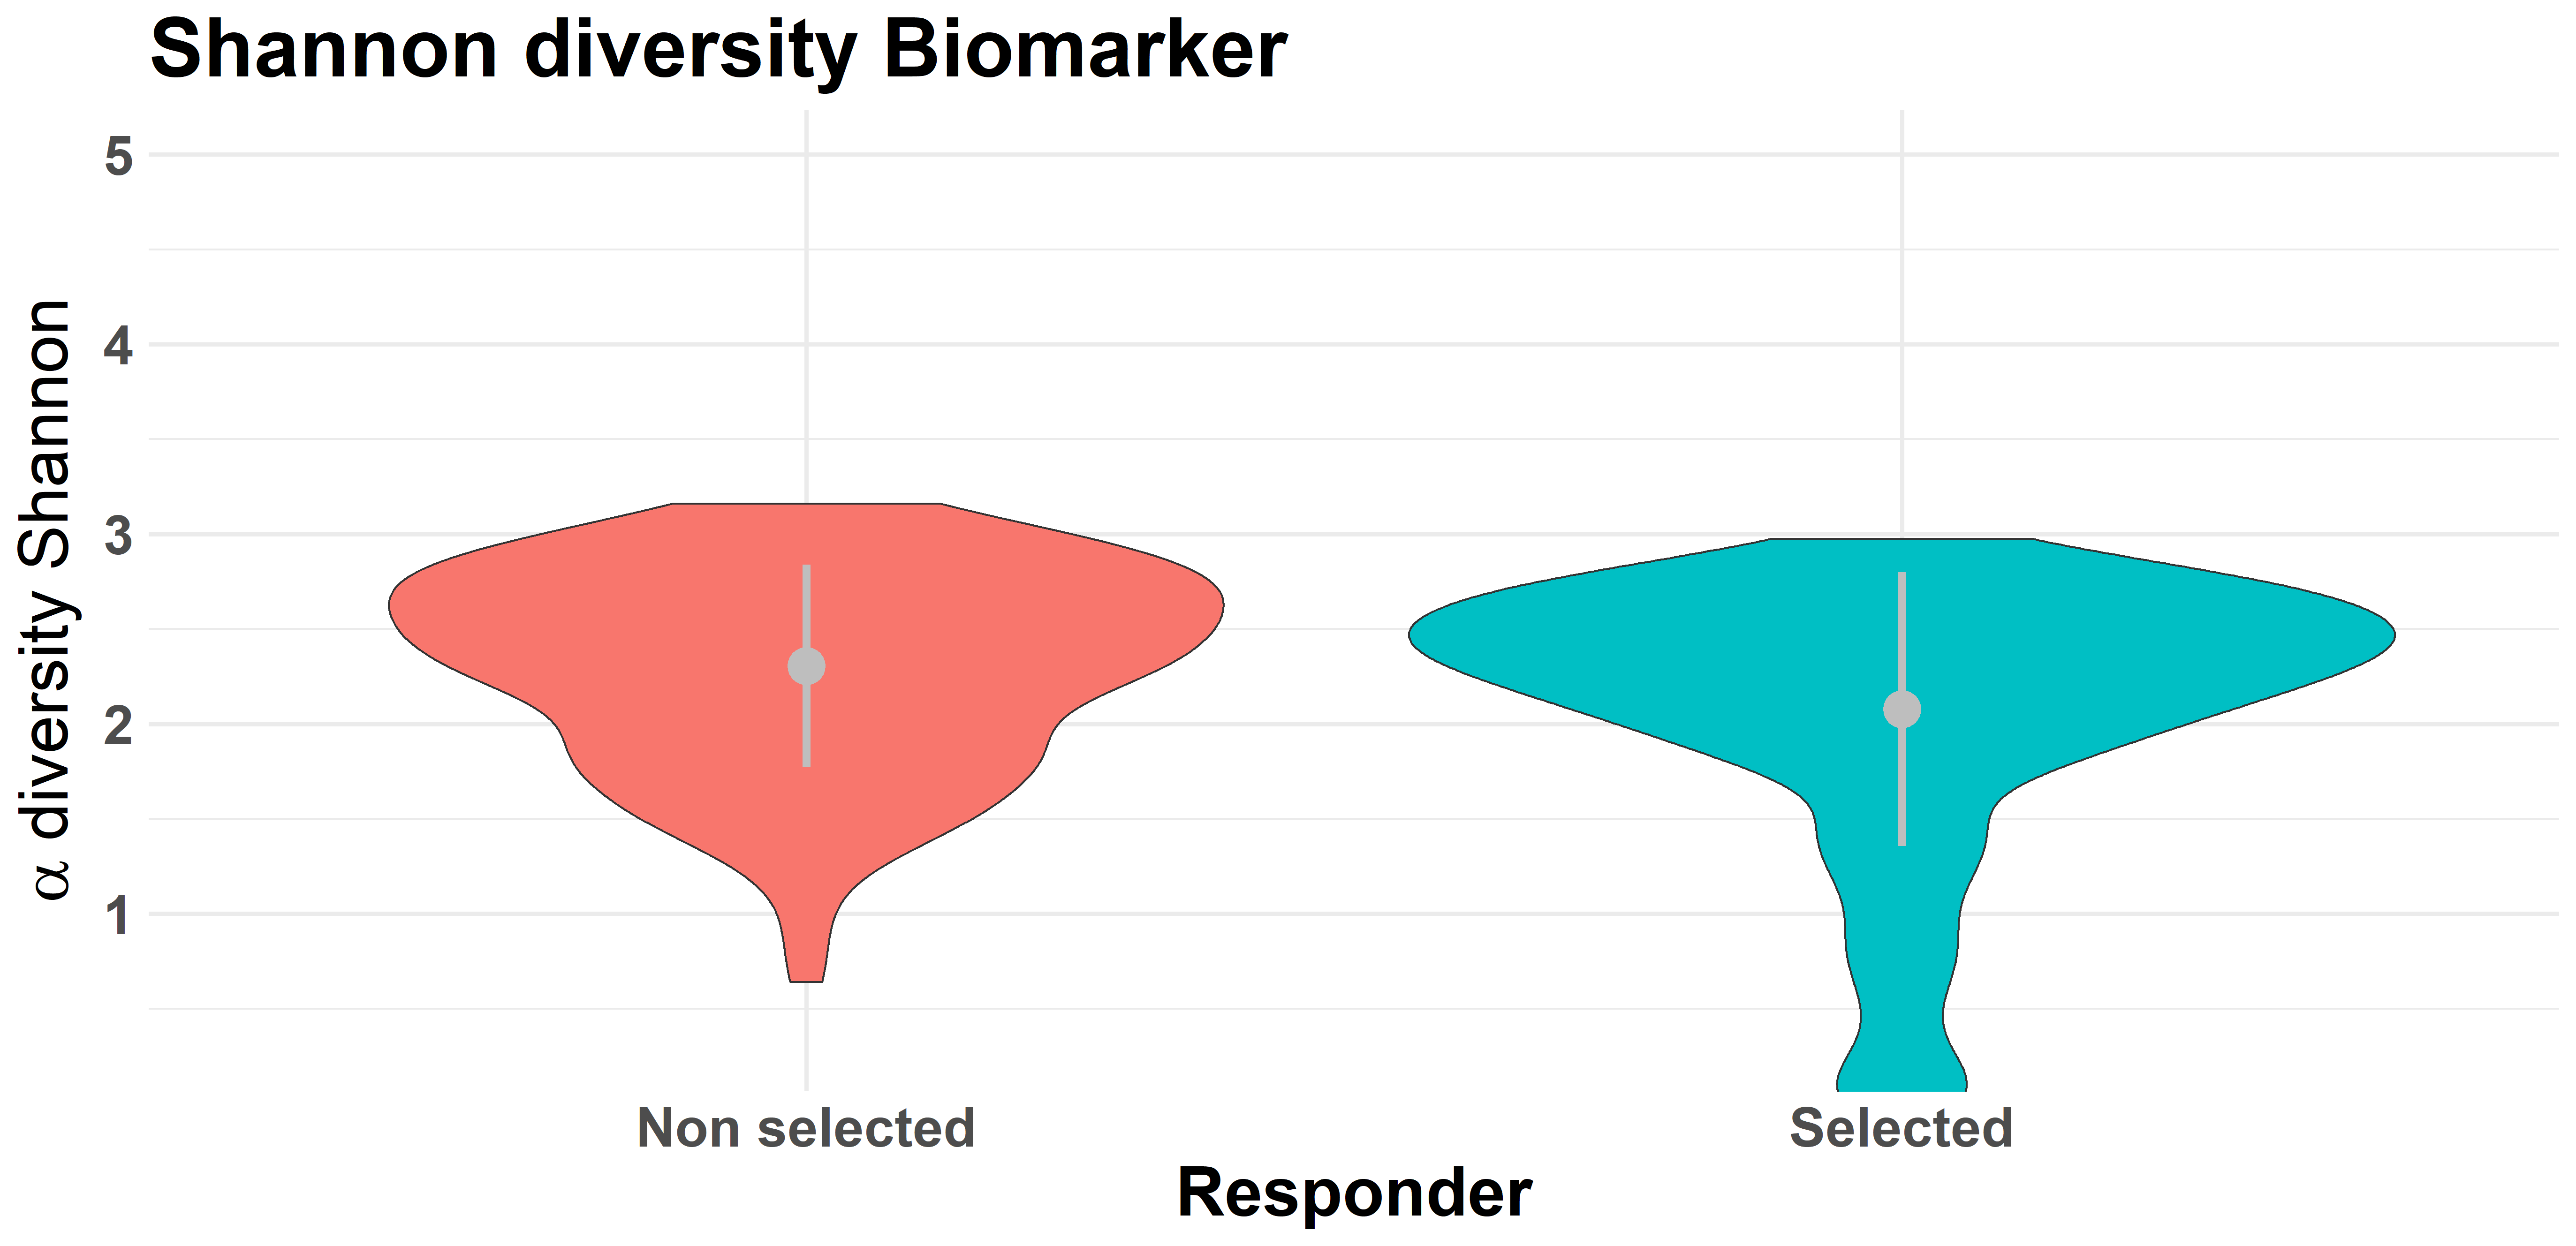 Shannon diversity Biomarker
α diversity Shannon
5
4
3
2
1
Non selected
Selected
Responder